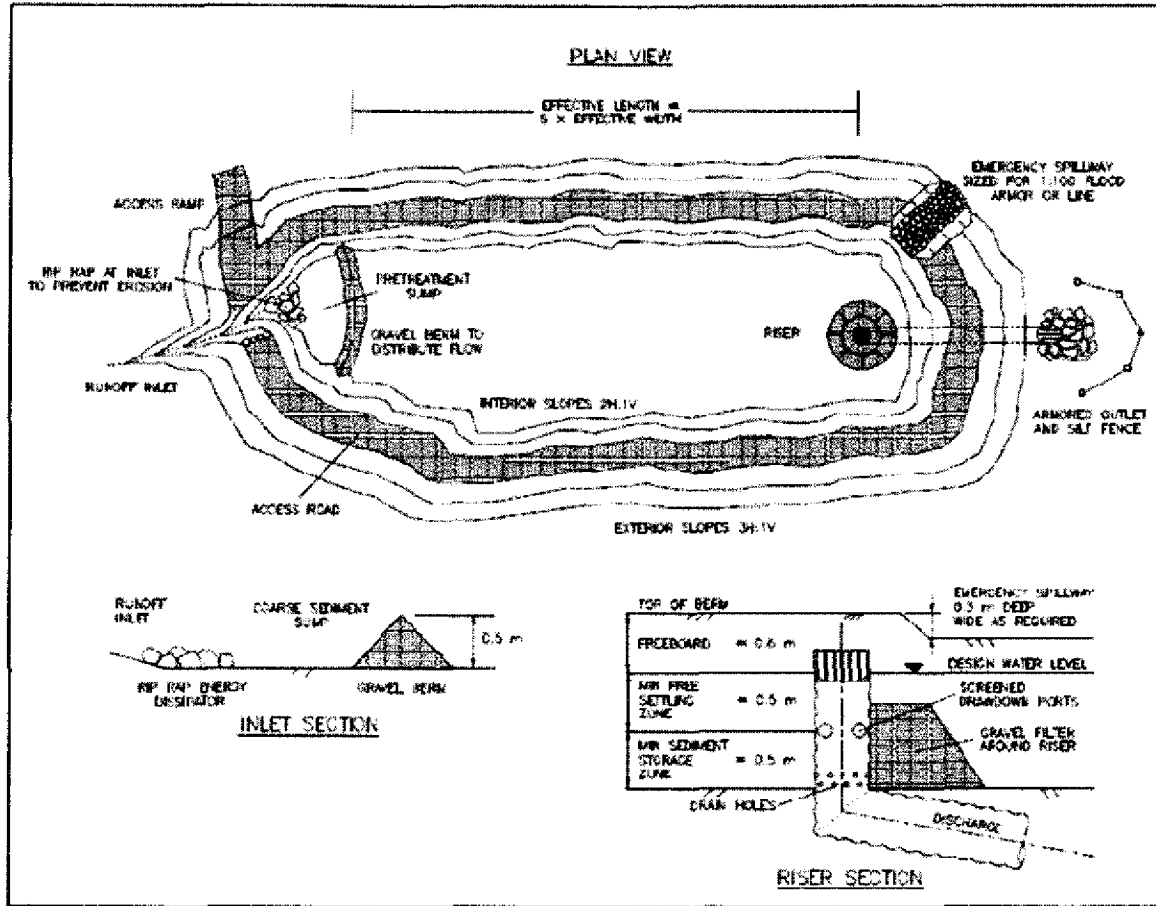 PLAN VIEW
EFFECTIVE LENGTH =
5 × EFFECTIVE WIDTH
EMERGENCY SPILLWAY
SIZED FOR 1:100 FLOOD
ARMOR OR LINE
ACCESS RAMP
RIP RAP AT INLET
TO PREVENT EROSION
PRETREATMENT
SUMP
GRAVEL BERM TO
DISTRIBUTE FLOW
RISER
RUNOFF INLET
INTERIOR SLOPES 2H:1V
ARMORED OUTLET
AND SILT FENCE
ACCESS ROAD
EXTERIOR SLOPES 3H:1V
RUNOFF
INLET
COARSE SEDIMENT
SUMP
0.5 m
RIP RAP ENERGY
DISSIPATOR
GRAVEL BERM
INLET SECTION
TOP OF BERM
EMERGENCY SPILLWAY
0.3 m DEEP
WIDE AS REQUIRED
FREEBOARD = 0.6 m
DESIGN WATER LEVEL
MIN FREE
SETTLING
ZONE
= 0.5 m
SCREENED
DRAWDOWN PORTS
GRAVEL FILTER
AROUND RISER
MIN SEDIMENT
STORAGE
ZONE
= 0.5 m
DRAIN HOLES
DISCHARGE
RISER SECTION